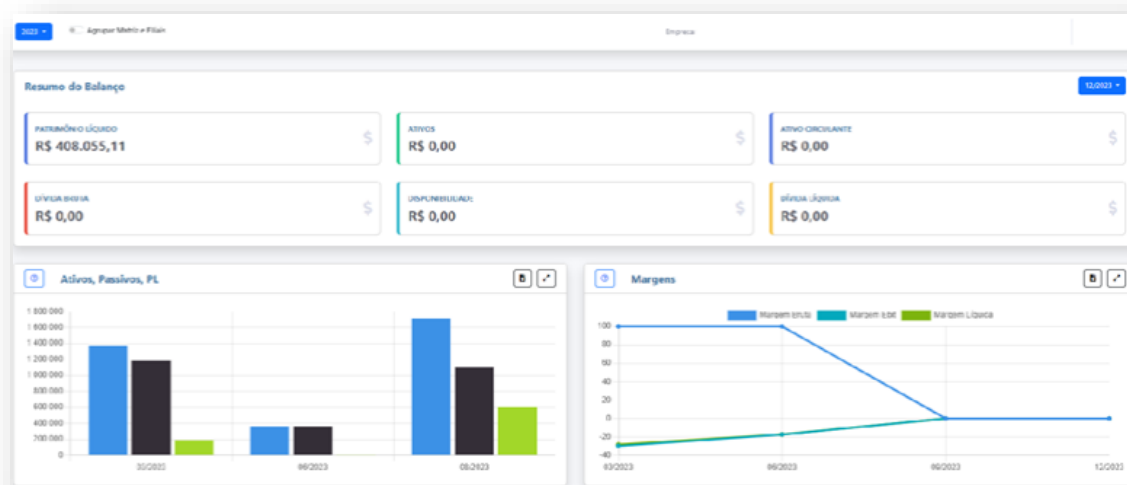 2023
Agrupar Matriz e Filiais
Empresa
Resumo do Balanço
12/2023
PATRIMÔNIO LÍQUIDO
R$ 408.055,11
ATIVOS
R$ 0,00
ATIVO CIRCULANTE
R$ 0,00
DÍVIDA BRUTA
R$ 0,00
DISPONIBILIDADE
R$ 0,00
DÍVIDA LÍQUIDA
R$ 0,00
Ativos, Passivos, PL
Margens
1 800 000
1 600 000
1 400 000
1 200 000
1 000 000
800 000
600 000
400 000
200 000
0
06/2023
Margem Bruta Margem Ebit Margem Líquida
100
80
60
40
20
0
-20
-40
03/2023 06/2023 09/2023 12/2023